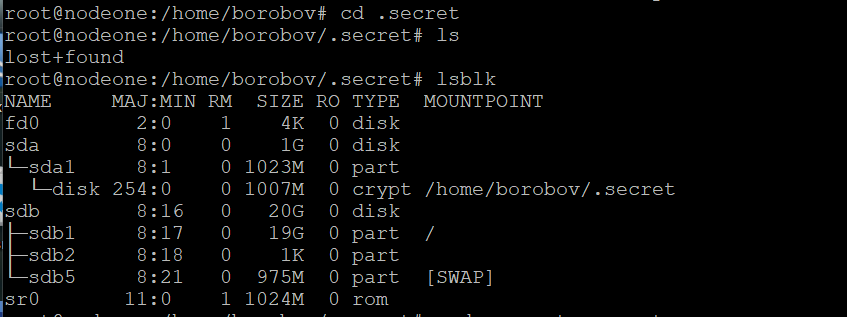 root@nodeone:/home/borobov# cd .secret
root@nodeone:/home/borobov/.secret# ls
lost+found
root@nodeone:/home/borobov/.secret# lsblk
NAME     MAJ:MIN RM  SIZE RO TYPE  MOUNTPOINT
fd0        2:0    1    4K  0 disk
sda        8:0    0    1G  0 disk
└─sda1     8:1    0 1023M  0 part
  └─disk 254:0    0 1007M  0 crypt /home/borobov/.secret
sdb        8:16   0   20G  0 disk
├─sdb1     8:17   0   19G  0 part  /
├─sdb2     8:18   0    1K  0 part
└─sdb5     8:21   0  975M  0 part  [SWAP]
sr0       11:0    1 1024M  0 rom